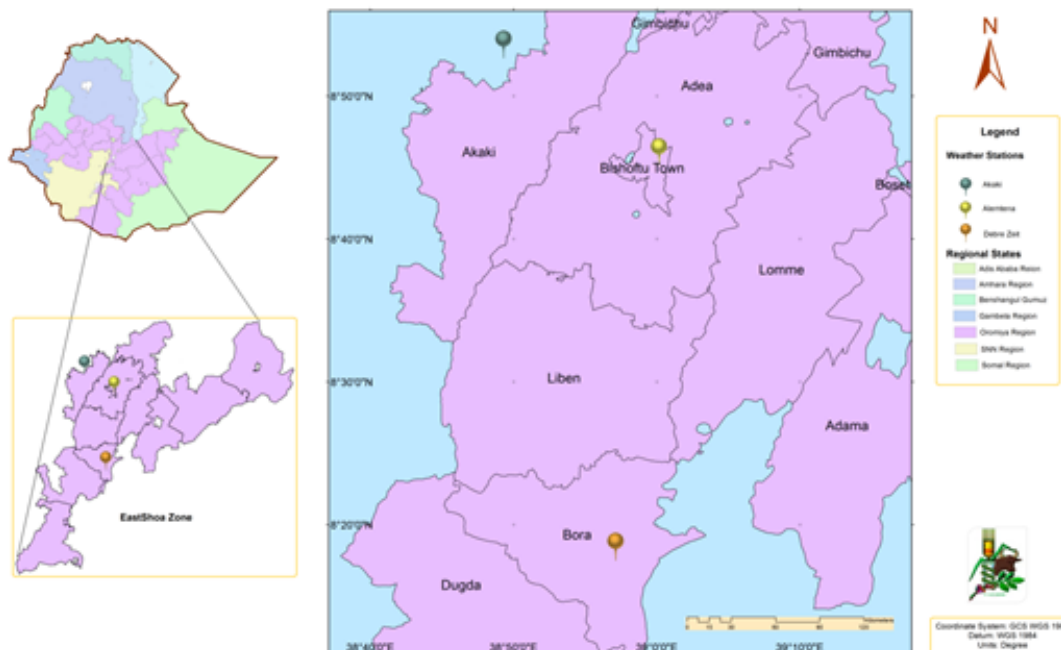 Gimbichu
Gimbichu
Adea
8°50'0"N
Akaki
Bishoftu Town
Boset
8°40'0"N
Lomme
8°30'0"N
Liben
Adama
8°20'0"N
Bora
Dugda
38°40'0"E
38°50'0"E
39°0'0"E
39°10'0"E
EastShoa Zone
N
Legend
Weather Stations
Akaki
Alemtena
Debre Zeit
Regional States
Adis Ababa Reion
Amhara Region
Benshangul Gumuz
Gambela Region
Oromiya Region
SNN Region
Somal Region
Kilometers
Coordinate System: GCS WGS 19
Datum: WGS 1984
Units: Degree